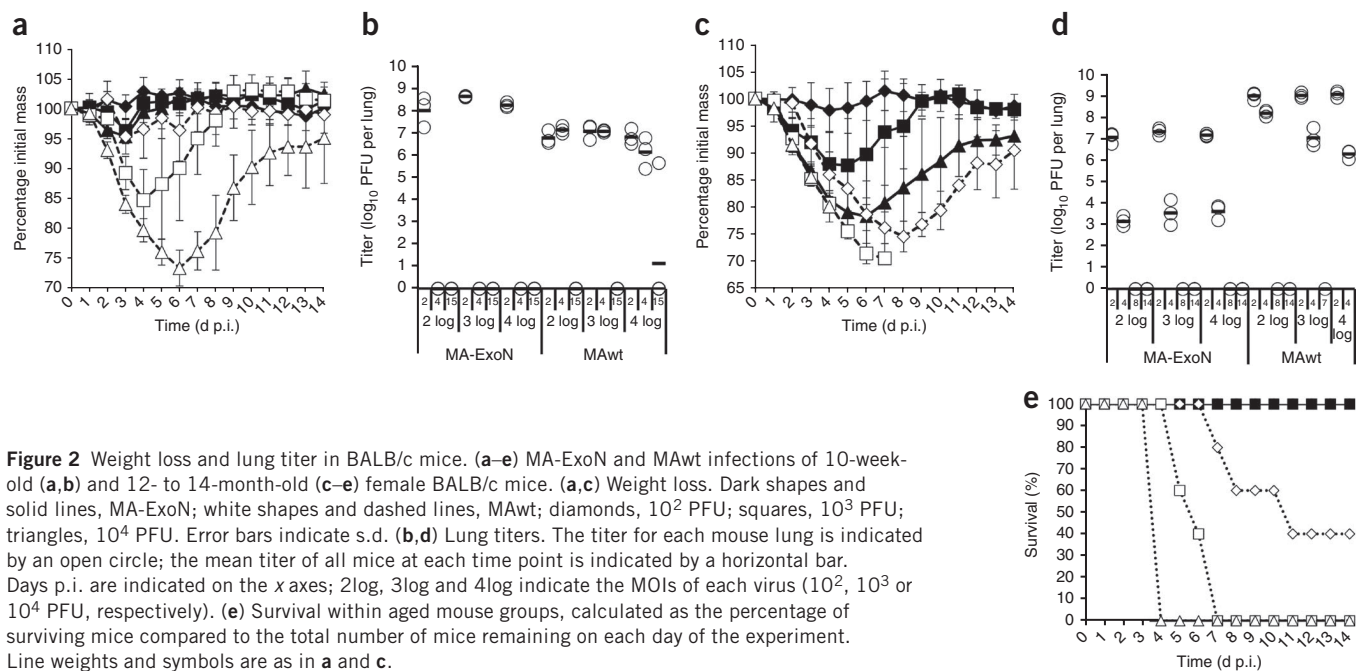 a
110
105
100
95
90
85
80
75
70
Percentage initial mass
0 1 2 3 4 5 6 7 8 9 10 11 12 13 14
Time (d p.i.)
b
10
9
8
7
6
5
4
3
2
1
0
Titer (log10 PFU per lung)
2 4 15 2 4 15 2 4 15 2 4 15 2 4 15 2 4 15
2 log 3 log 4 log 2 log 3 log 4 log
MA-ExoN MAwt
c
110
105
100
95
90
85
80
75
70
65
Percentage initial mass
0 1 2 3 4 5 6 7 8 9 10 11 12 13 14
Time (d p.i.)
d
10
9
8
7
6
5
4
3
2
1
0
Titer (log10 PFU per lung)
2 4 8 14 2 4 8 14 2 4 8 14 2 4 8 14 2 4 7 2 4
2 log 3 log 4 log 2 log 3 log 4
log
MA-ExoN MAwt
e
100
90
80
70
60
50
40
30
20
10
0
Survival (%)
0 1 2 3 4 5 6 7 8 9 10 11 12 13 14
Time (d p.i.)
Figure 2 Weight loss and lung titer in BALB/c mice. (a–e) MA-ExoN and MAwt infections of 10-week-
old (a,b) and 12- to 14-month-old (c–e) female BALB/c mice. (a,c) Weight loss. Dark shapes and
solid lines, MA-ExoN; white shapes and dashed lines, MAwt; diamonds, 10² PFU; squares, 10³ PFU;
triangles, 10⁴ PFU. Error bars indicate s.d. (b,d) Lung titers. The titer for each mouse lung is indicated
by an open circle; the mean titer of all mice at each time point is indicated by a horizontal bar.
Days p.i. are indicated on the x axes; 2log, 3log and 4log indicate the MOIs of each virus (10², 10³ or
10⁴ PFU, respectively). (e) Survival within aged mouse groups, calculated as the percentage of
surviving mice compared to the total number of mice remaining on each day of the experiment.
Line weights and symbols are as in a and c.